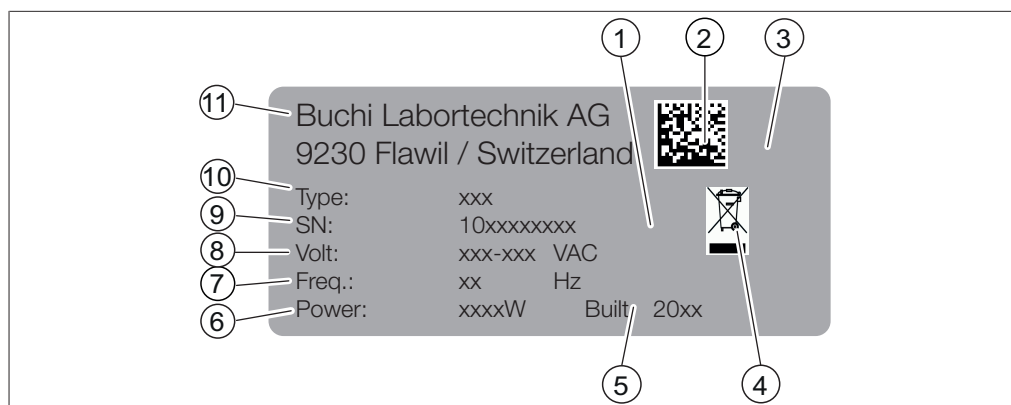 1 2 3
11 Buchi Labortechnik AG
9230 Flawil / Switzerland
10 Type: xxx
9 SN: 10xxxxxxxx
8 Volt: xxx-xxx VAC
7 Freq.: xx Hz
6 Power: xxxxW Built 20xx
5 4